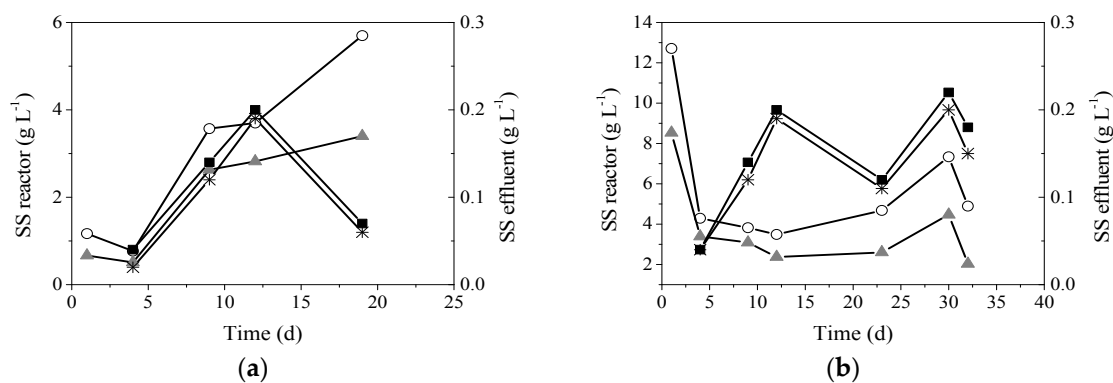 6
4
2
0
SS reactor (g L⁻¹)
0.3
0.2
0.1
0.0
SS effluent (g L⁻¹)
0 5 10 15 20 25
Time (d)
(a)
14
12
10
8
6
4
2
SS reactor (g L⁻¹)
0.3
0.2
0.1
0.0
SS effluent (g L⁻¹)
0 5 10 15 20 25 30 35 40
Time (d)
(b)